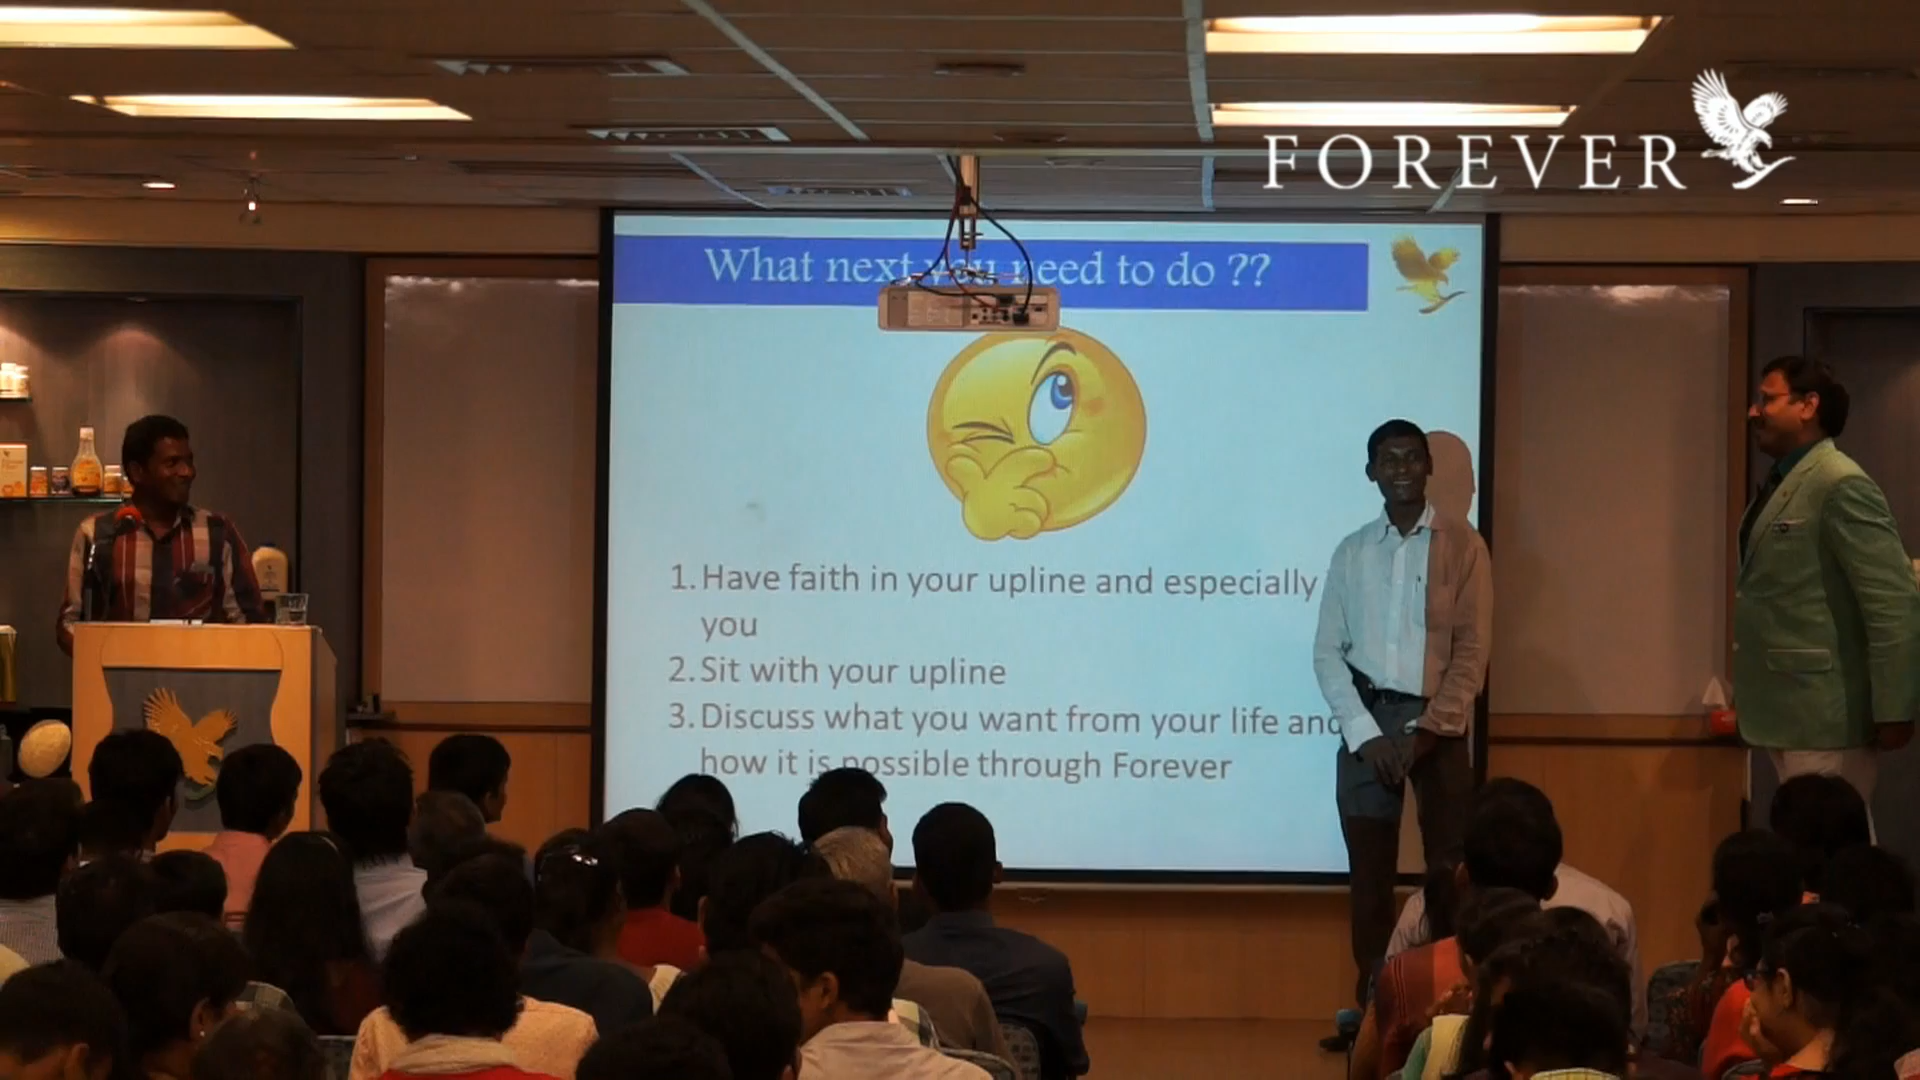 FOREVER
What next you need to do ??
1. Have faith in your upline and especially
you
2. Sit with your upline
3. Discuss what you want from your life and
how it is possible through Forever